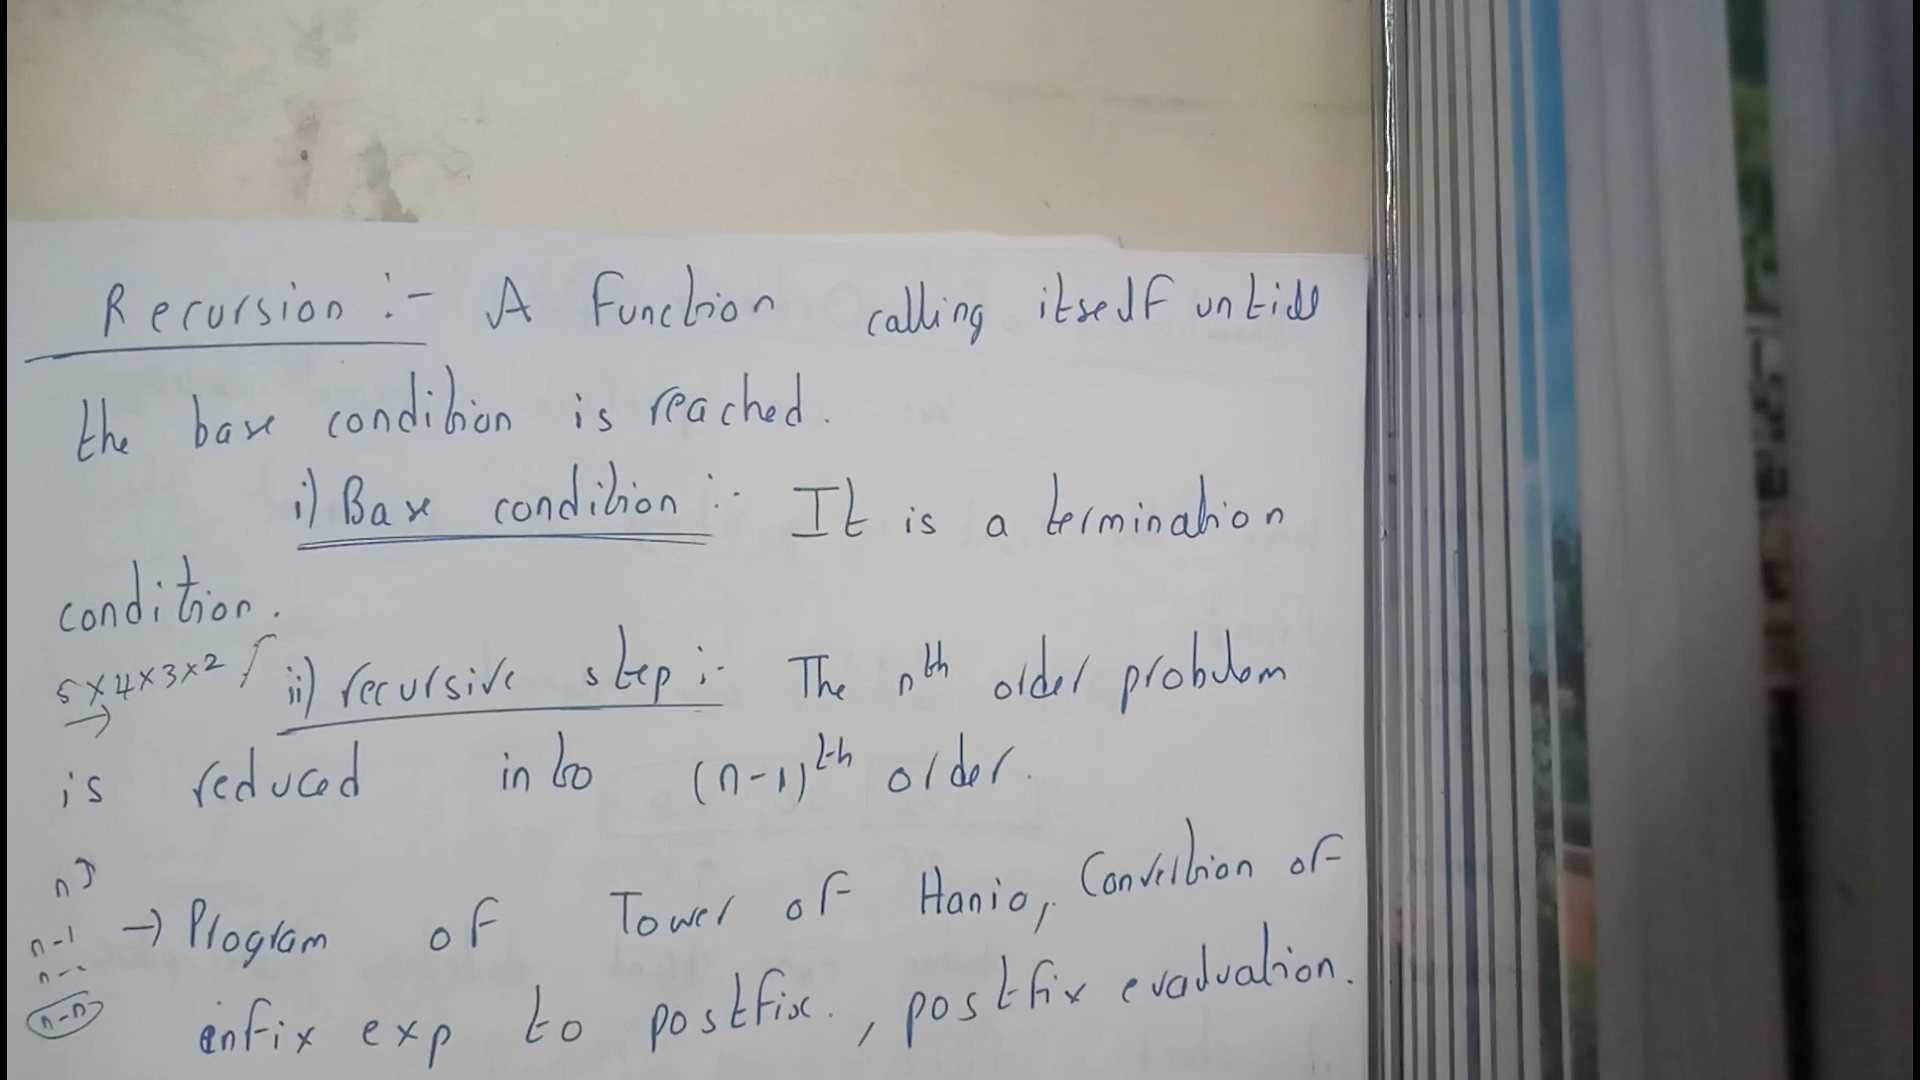 Recursion :- A Function calling itself untill
the base condition is reached.
i) Base condition :- It is a termination
condition.
5×4×3×2
ii) recursive step :- The nth order problem
is reduced into (n-1)th order.
n
n-1
n-n
→ Program of Tower of Hanio, Convertion of
infix exp to postfix. , postfix evaluation.